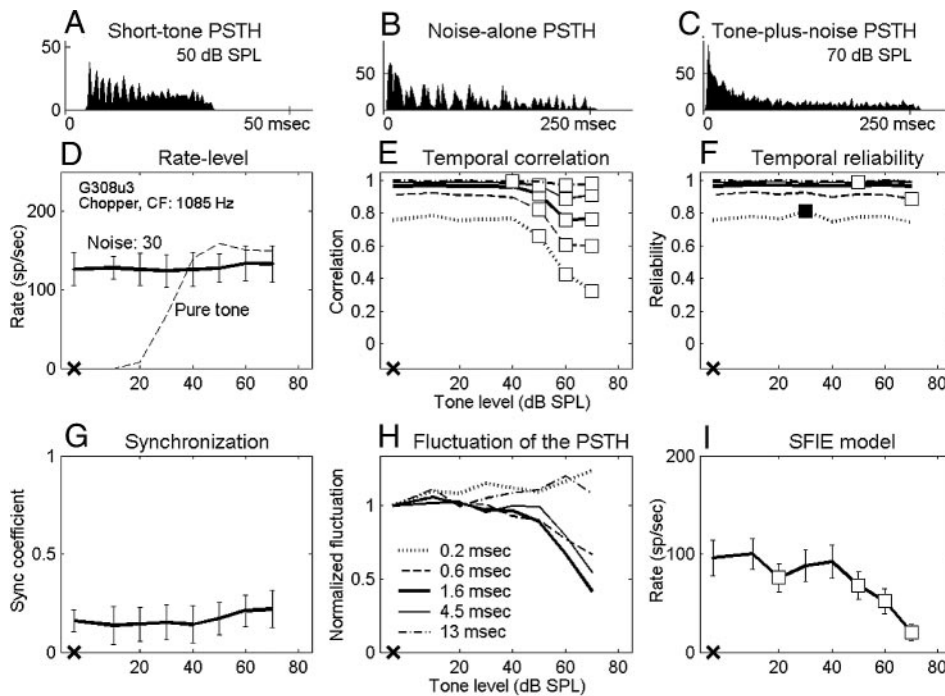 A Short-tone PSTH
50 dB SPL
50
0
0 50 msec
B Noise-alone PSTH
50
0
0 250 msec
C Tone-plus-noise PSTH
70 dB SPL
50
0
0 250 msec
D Rate-level
G308u3
Chopper, CF: 1085 Hz
Noise: 30
Pure tone
Rate (sp/sec)
200
100
0
20 40 60 80
E Temporal correlation
Correlation
1
0.8
0.6
0.4
0.2
0
20 40 60 80
Tone level (dB SPL)
F Temporal reliability
Reliability
1
0.8
0.6
0.4
0.2
0
20 40 60 80
G Synchronization
Sync coefficient
1
0.5
0
20 40 60 80
H Fluctuation of the PSTH
Normalized fluctuation
1
0.5
0
0.2 msec
0.6 msec
1.6 msec
4.5 msec
13 msec
20 40 60 80
Tone level (dB SPL)
I SFIE model
Rate (sp/sec)
200
100
0
20 40 60 80